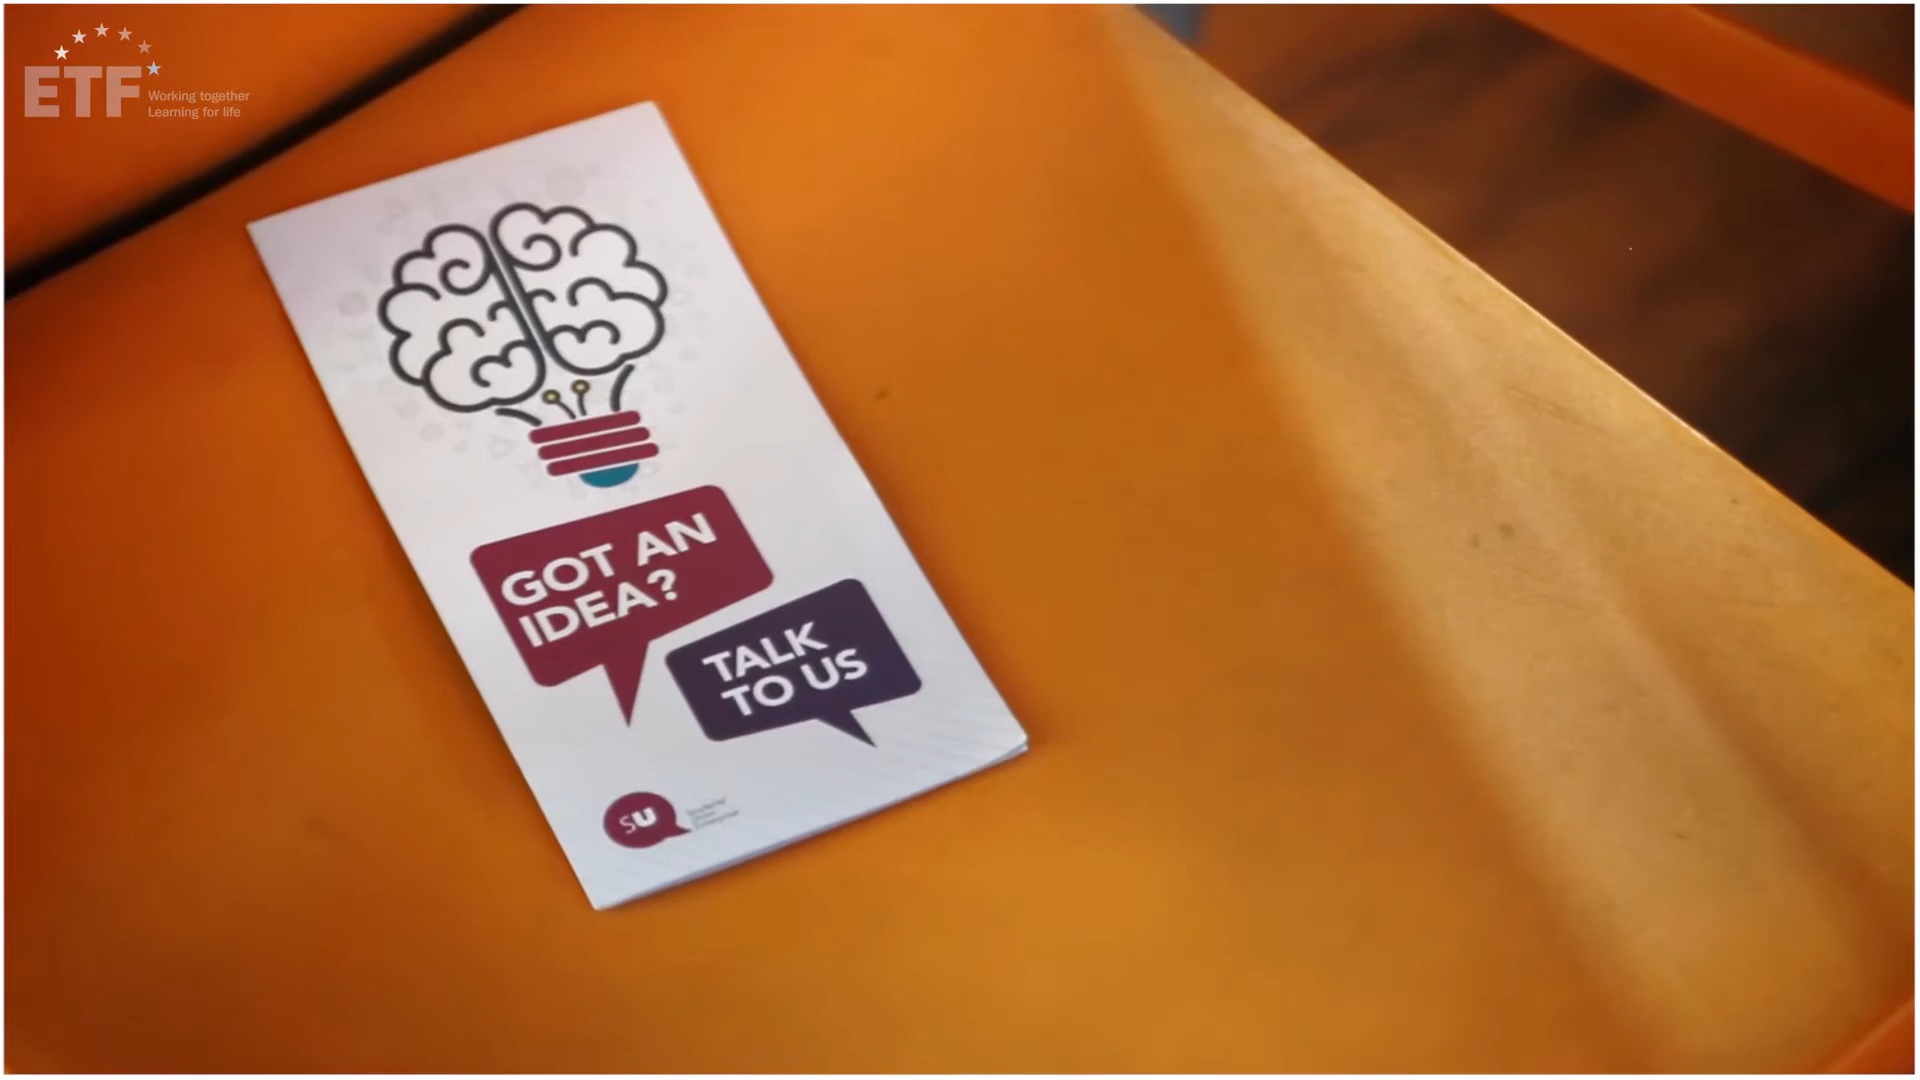 ETF
Working together
Learning for life
GOT AN
IDEA?
TALK
TO US
SU